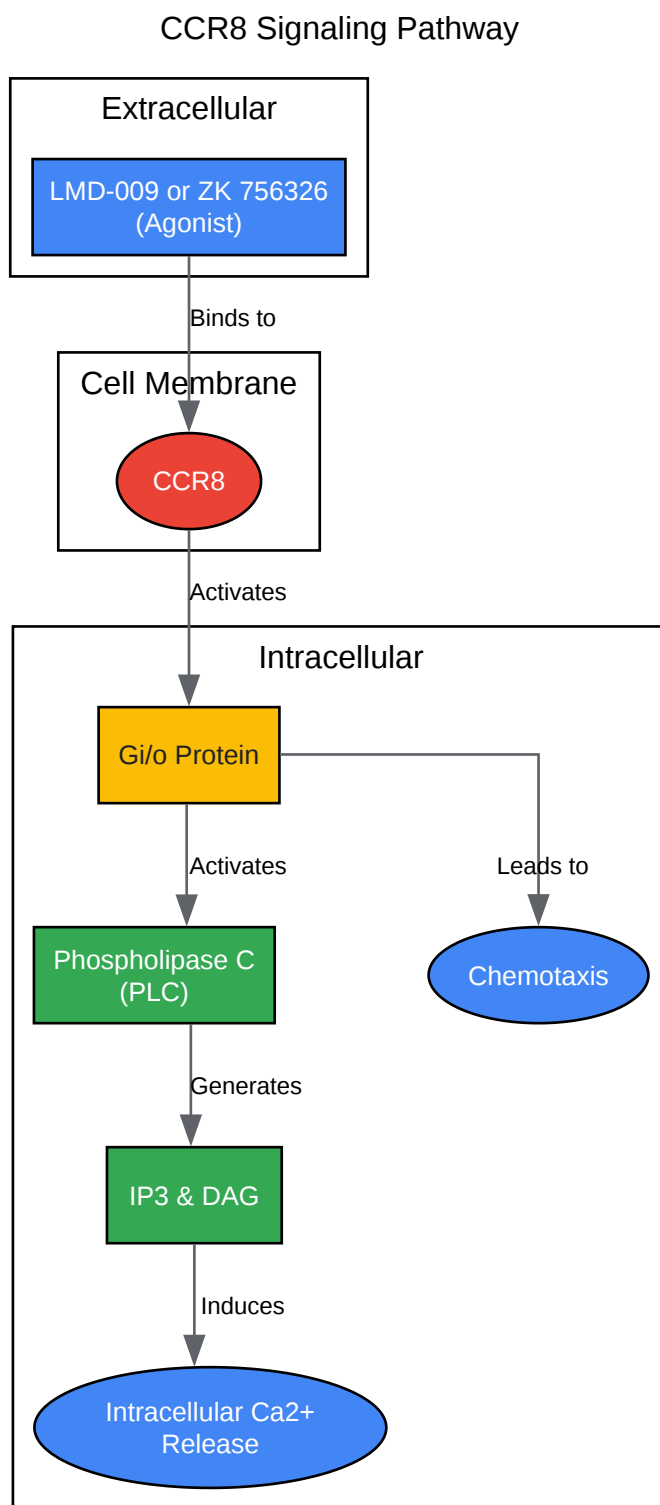 CCR8 Signaling Pathway
Extracellular
LMD-009 or ZK 756326
(Agonist)
Binds to
Cell Membrane
CCR8
Activates
Intracellular
Gi/o Protein
Activates
Leads to
Phospholipase C
(PLC)
Chemotaxis
Generates
IP3 & DAG
Induces
Intracellular Ca2+
Release